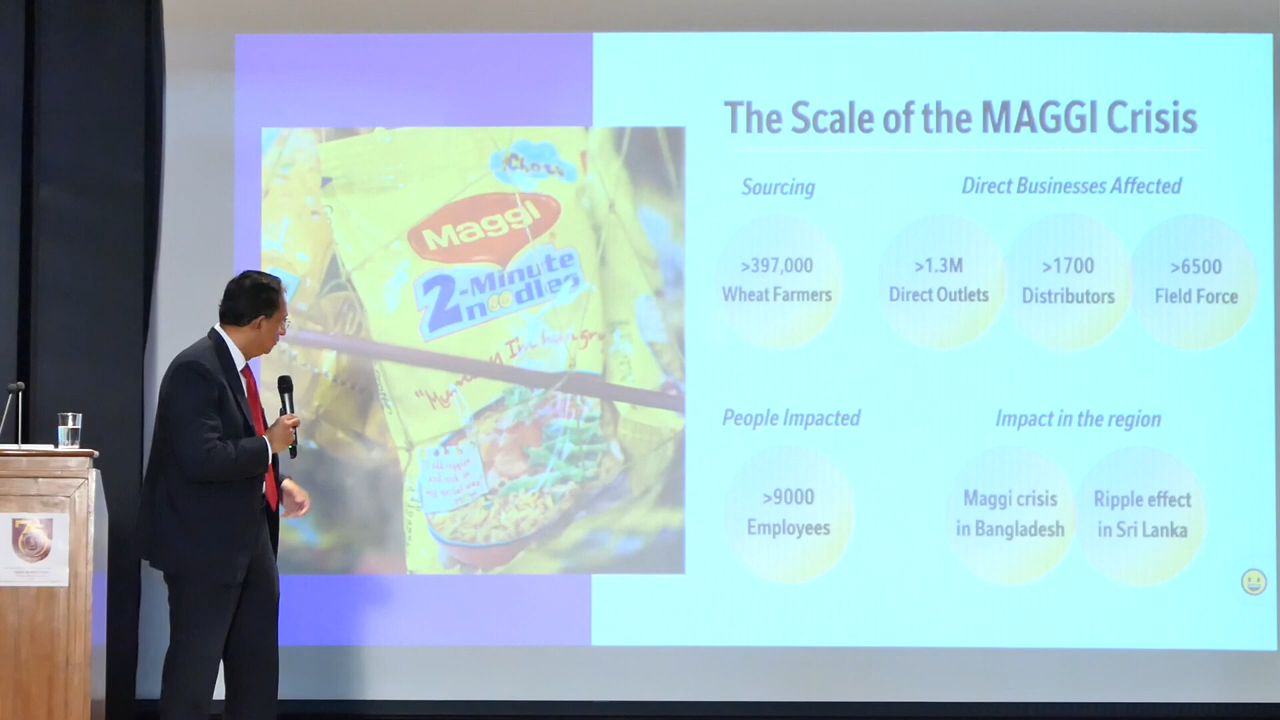 The Scale of the MAGGI Crisis
Sourcing
Direct Businesses Affected
>397,000
Wheat Farmers
>1.3M
Direct Outlets
>1700
Distributors
>6500
Field Force
People Impacted
Impact in the region
>9000
Employees
Maggi crisis
in Bangladesh
Ripple effect
in Sri Lanka
Maggi
2-Minute
noodles
75